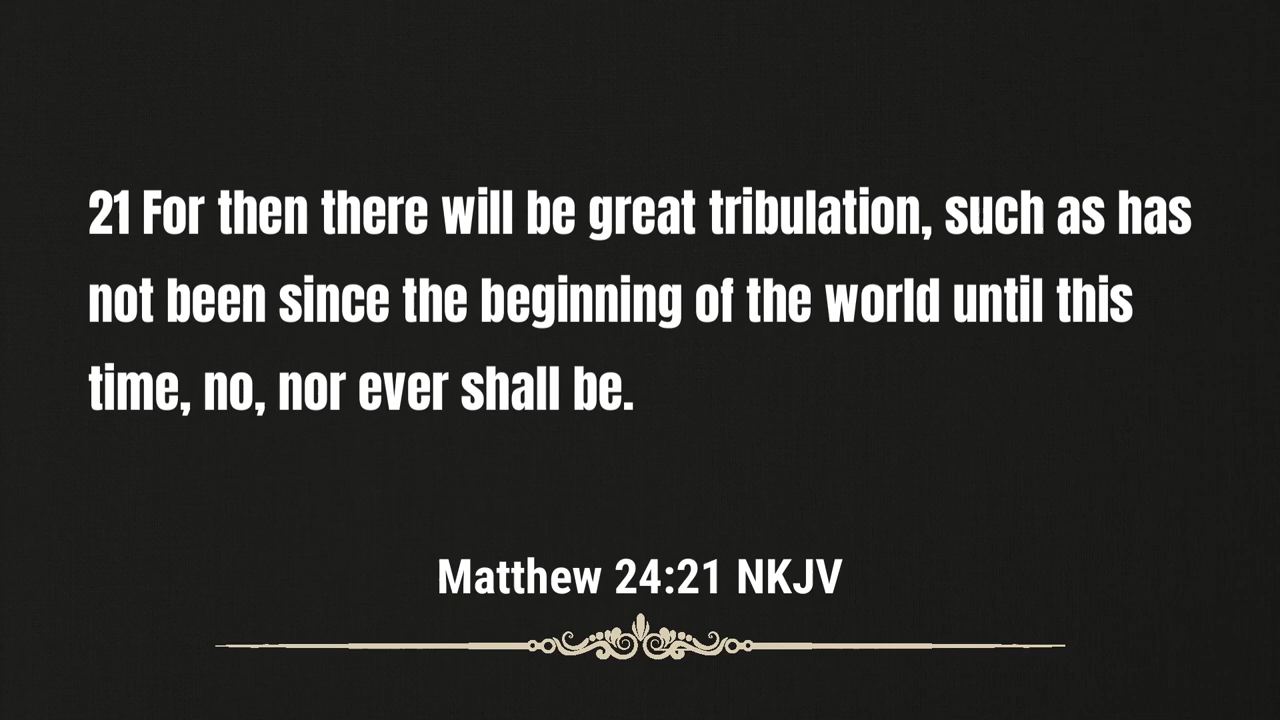 21 For then there will be great tribulation, such as has
not been since the beginning of the world until this
time, no, nor ever shall be.
Matthew 24:21 NKJV